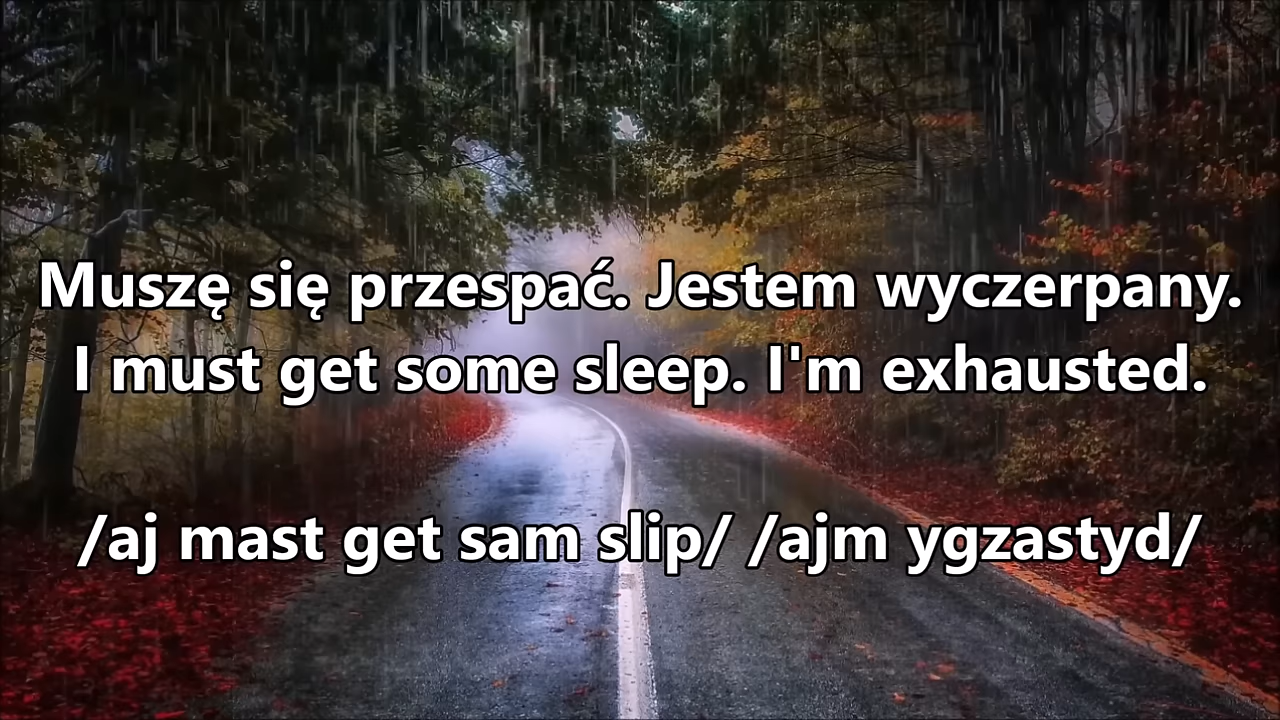 Muszę się przespać. Jestem wyczerpany.
I must get some sleep. I'm exhausted.
/aj mast get sam slip/ /ajm ygzastyd/